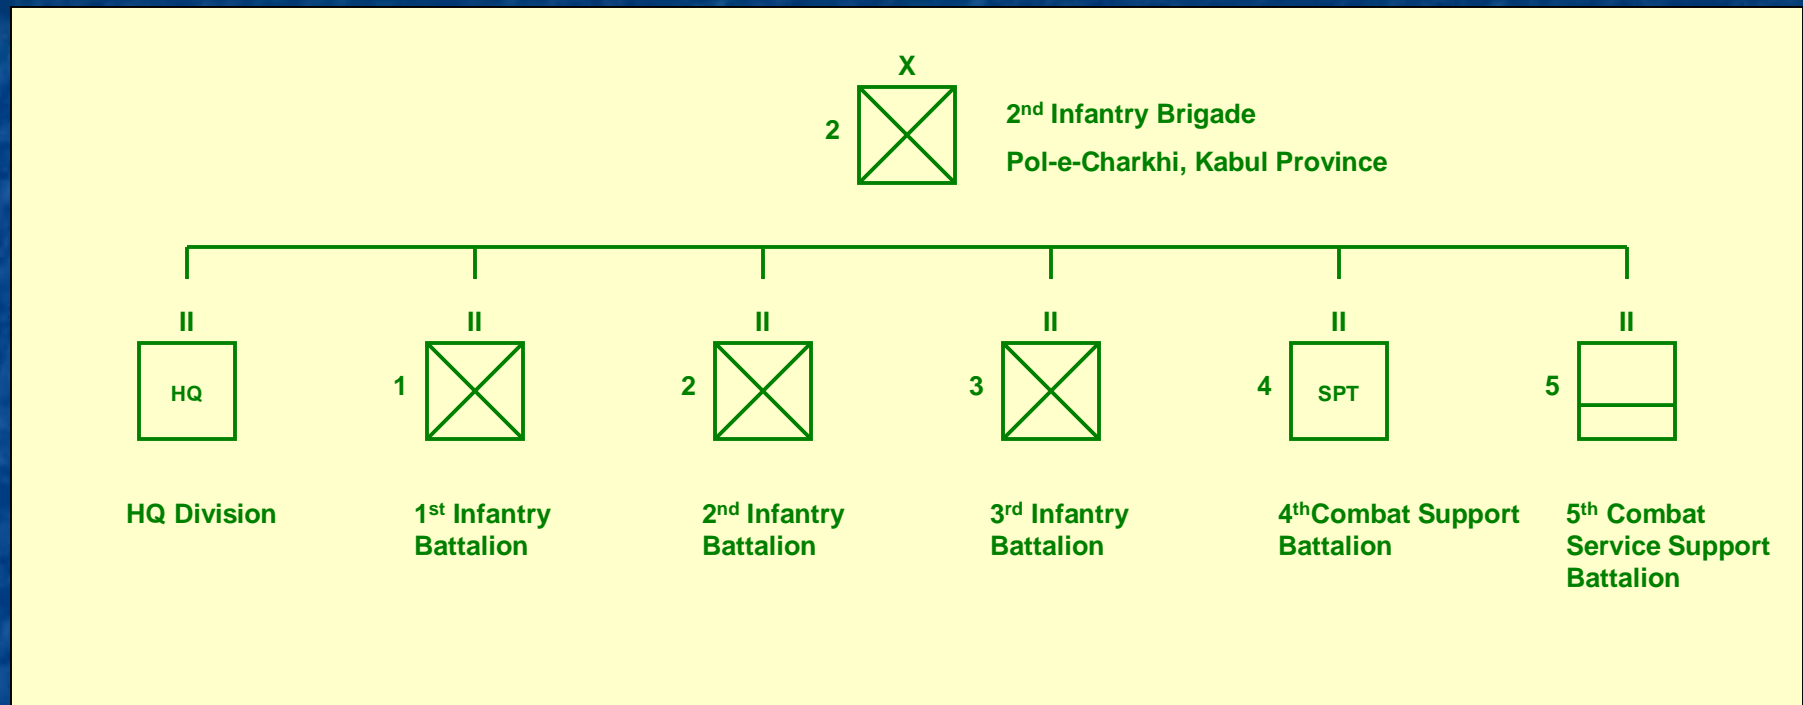 X
2
2nd Infantry Brigade
Pol-e-Charkhi, Kabul Province
II
II
II
II
II
II
HQ
1
2
3
4
SPT
5
HQ Division
1st Infantry
Battalion
2nd Infantry
Battalion
3rd Infantry
Battalion
4thCombat Support
Battalion
5th Combat
Service Support
Battalion